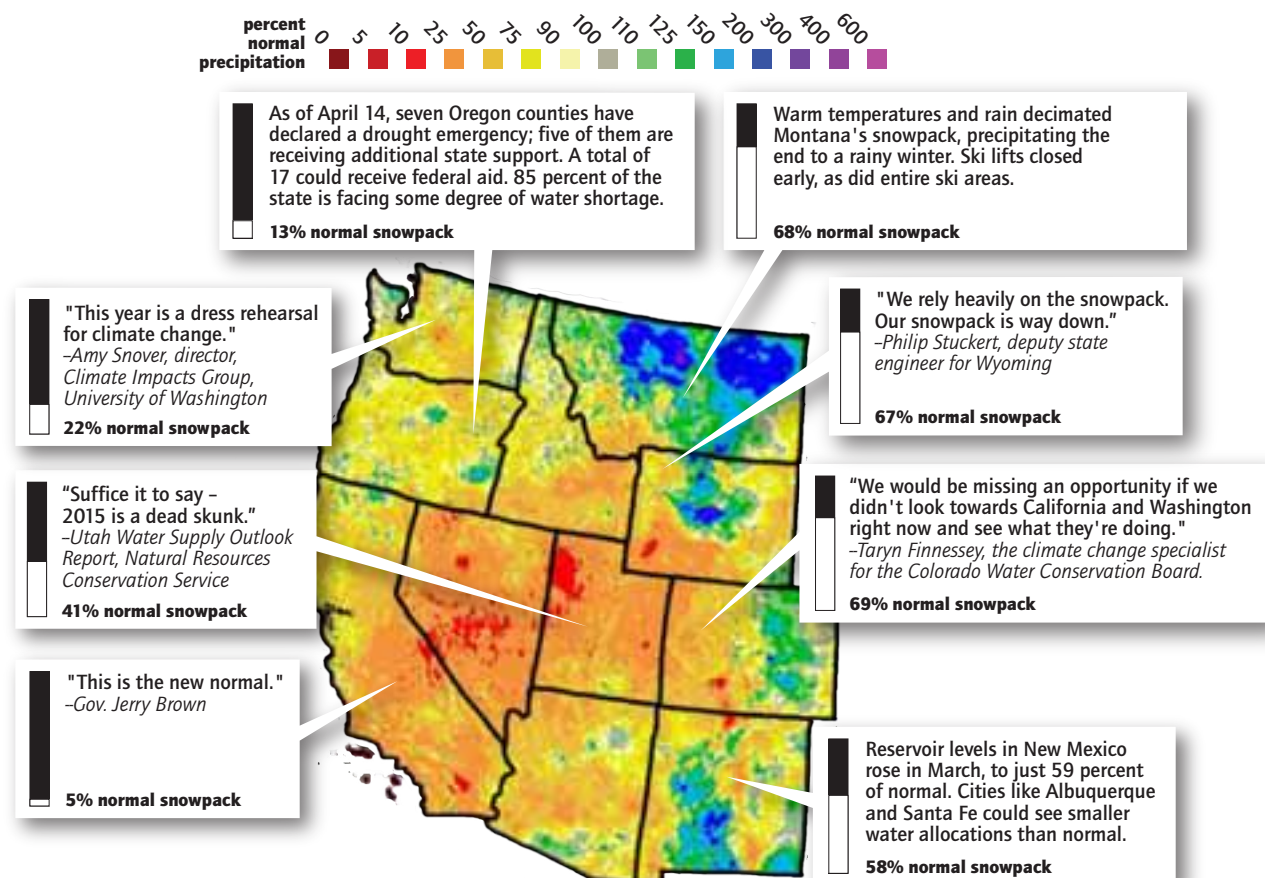 percent
normal
precipitation
0 5 10 25 50 75 90 100 110 125 150 200 300 400 600
As of April 14, seven Oregon counties have
declared a drought emergency; five of them are
receiving additional state support. A total of
17 could receive federal aid. 85 percent of the
state is facing some degree of water shortage.
13% normal snowpack
Warm temperatures and rain decimated
Montana's snowpack, precipitating the
end to a rainy winter. Ski lifts closed
early, as did entire ski areas.
68% normal snowpack
"This year is a dress rehearsal
for climate change."
–Amy Snover, director,
Climate Impacts Group,
University of Washington
22% normal snowpack
"We rely heavily on the snowpack.
Our snowpack is way down.”
–Philip Stuckert, deputy state
engineer for Wyoming
67% normal snowpack
“Suffice it to say –
2015 is a dead skunk.”
–Utah Water Supply Outlook
Report, Natural Resources
Conservation Service
41% normal snowpack
“We would be missing an opportunity if we
didn't look towards California and Washington
right now and see what they're doing."
–Taryn Finnessey, the climate change specialist
for the Colorado Water Conservation Board.
69% normal snowpack
"This is the new normal."
–Gov. Jerry Brown
5% normal snowpack
Reservoir levels in New Mexico
rose in March, to just 59 percent
of normal. Cities like Albuquerque
and Santa Fe could see smaller
water allocations than normal.
58% normal snowpack